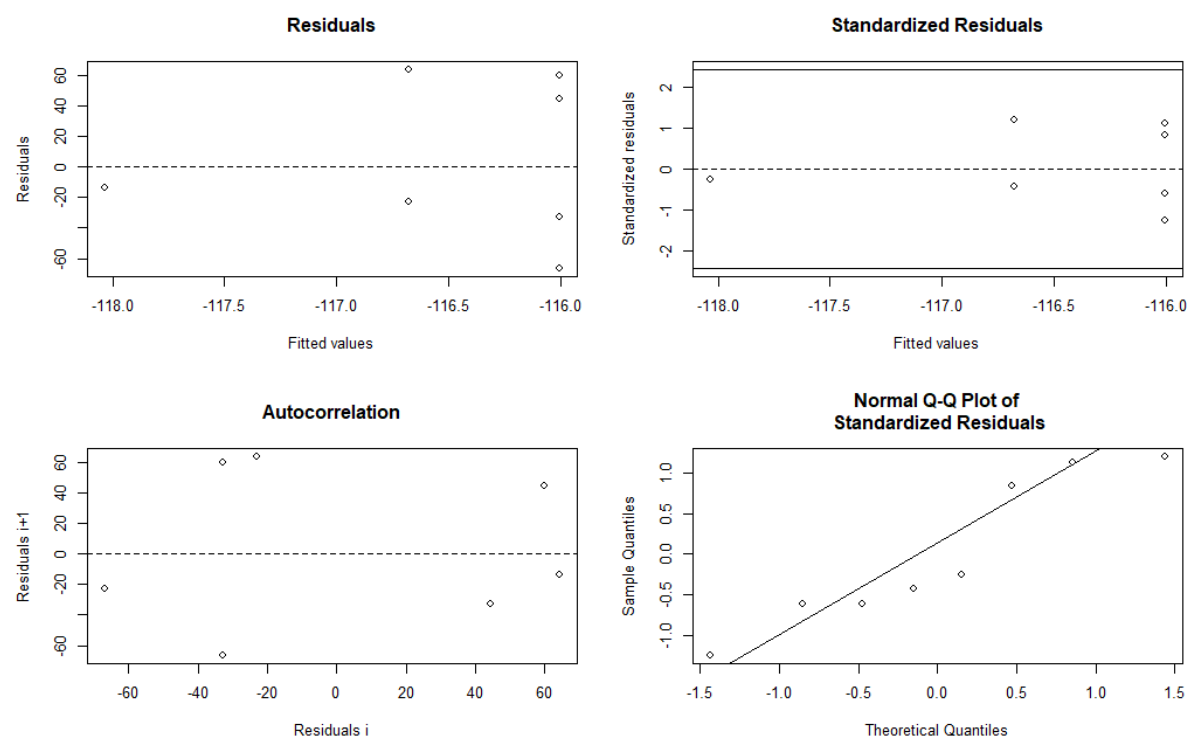 Residuals
Residuals
60
40
20
0
-20
-60
-118.0 -117.5 -117.0 -116.5 -116.0
Fitted values
Standardized Residuals
Standardized residuals
2
1
0
-1
-2
-118.0 -117.5 -117.0 -116.5 -116.0
Fitted values
Autocorrelation
Residuals i+1
60
40
20
0
-20
-60
-60 -40 -20 0 20 40 60
Residuals i
Normal Q-Q Plot of
Standardized Residuals
Sample Quantiles
1.0
0.5
0.0
-0.5
-1.0
-1.5 -1.0 -0.5 0.0 0.5 1.0 1.5
Theoretical Quantiles